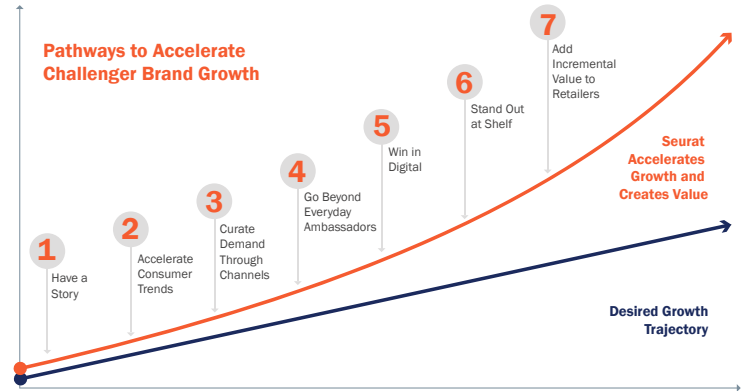 Pathways to Accelerate
Challenger Brand Growth
1
Have a
Story
2
Accelerate
Consumer
Trends
3
Curate
Demand
Through
Channels
4
Go Beyond
Everyday
Ambassadors
5
Win in
Digital
6
Stand Out
at Shelf
7
Add
Incremental
Value to
Retailers
Seurat
Accelerates
Growth and
Creates Value
Desired Growth
Trajectory